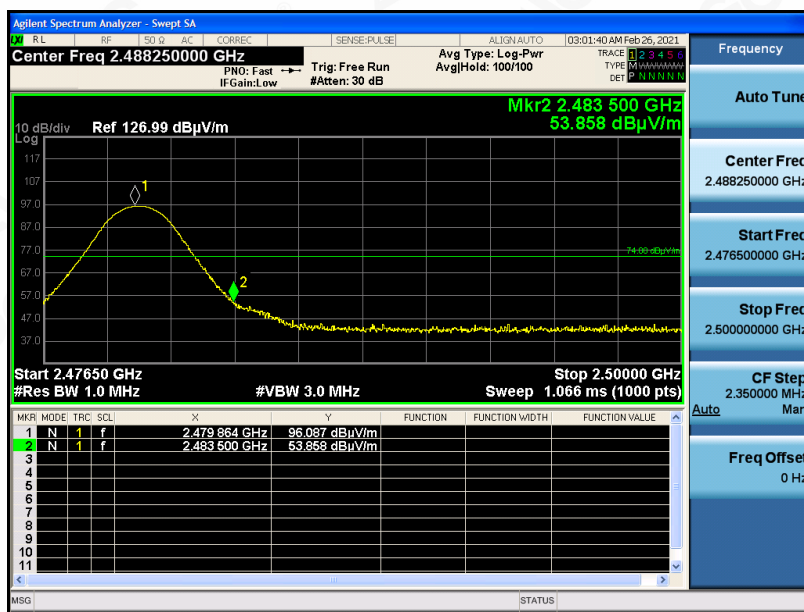 Agilent Spectrum Analyzer - Swept SA
LXI RL RF 50 Ω AC CORREC SENSE:PULSE ALIGN AUTO 03:01:40 AM Feb 26, 2021
Center Freq 2.488250000 GHz
PNO: Fast
IFGain:Low
Trig: Free Run
#Atten: 30 dB
Avg Type: Log-Pwr
Avg|Hold: 100/100
TRACE 1 2 3 4 5 6
TYPE M
DET P N N N N N
Mkr2 2.483 500 GHz
53.858 dBµV/m
10 dB/div Ref 126.99 dBµV/m
Log
117
107
97.0
87.0
77.0
67.0
57.0
47.0
37.0
1
2
74.00 dBµV/m
Start 2.47650 GHz Stop 2.50000 GHz
#Res BW 1.0 MHz #VBW 3.0 MHz Sweep 1.066 ms (1000 pts)
MKR MODE TRC SCL X Y FUNCTION FUNCTION WIDTH FUNCTION VALUE
1 N 1 f 2.479 864 GHz 96.087 dBµV/m
2 N 1 f 2.483 500 GHz 53.858 dBµV/m
3
4
5
6
7
8
9
10
11
MSG STATUS
Frequency
Auto Tune
Center Freq
2.488250000 GHz
Start Freq
2.476500000 GHz
Stop Freq
2.500000000 GHz
CF Step
2.350000 MHz
Auto Man
Freq Offset
0 Hz